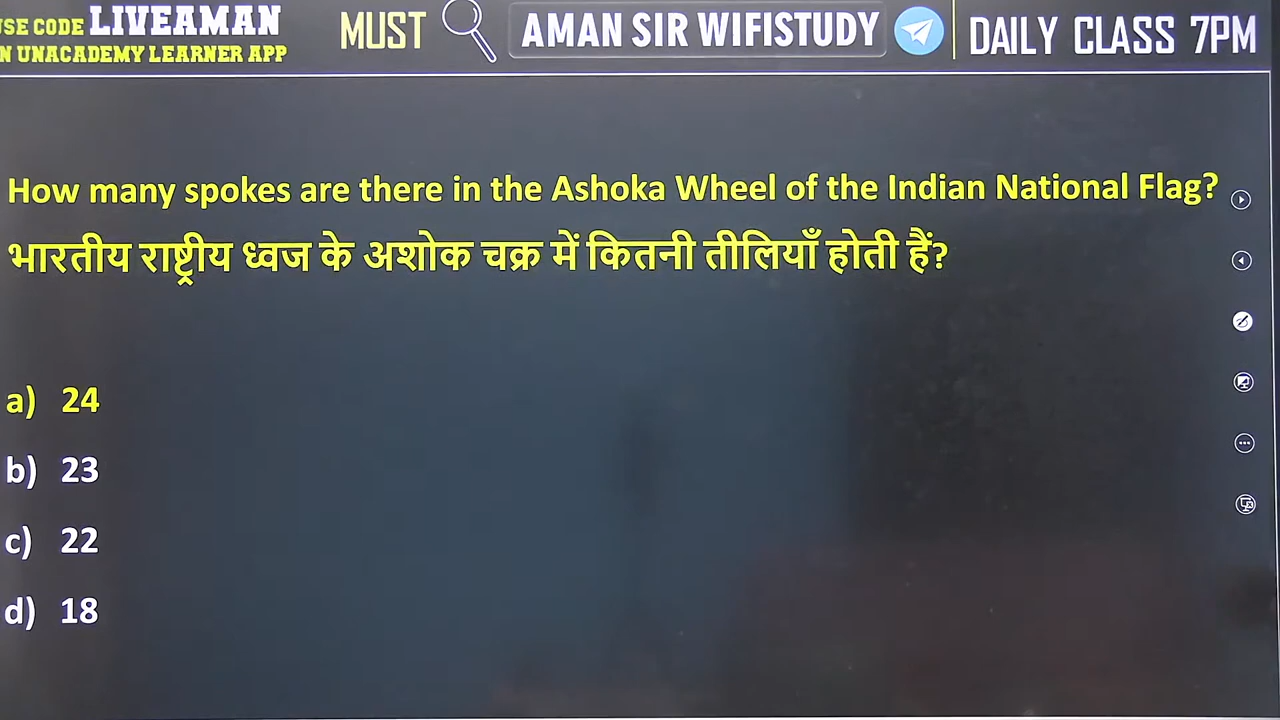 SE CODE LIVEAMAN
N UNACADEMY LEARNER APP
MUST
AMAN SIR WIFISTUDY
DAILY CLASS 7PM
How many spokes are there in the Ashoka Wheel of the Indian National Flag?
भारतीय राष्ट्रीय ध्वज के अशोक चक्र में कितनी तीलियाँ होती हैं?
a) 24
b) 23
c) 22
d) 18